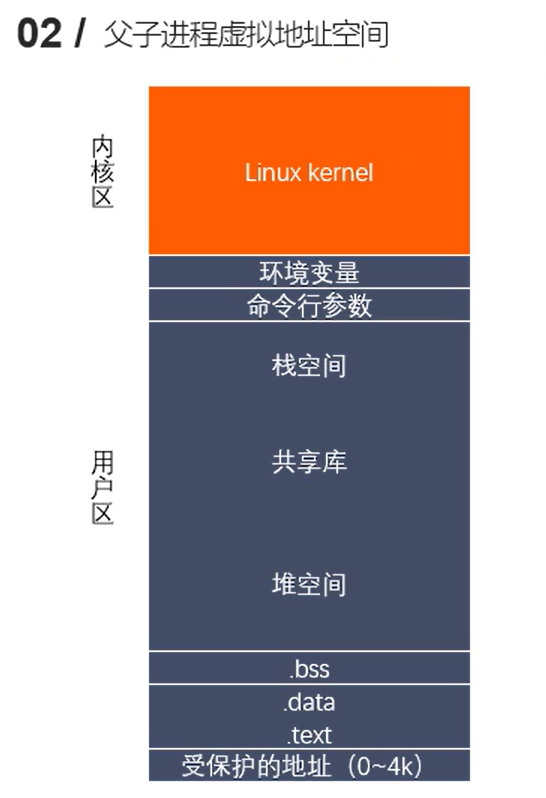 02 / 父子进程虚拟地址空间
内核区
Linux kernel
环境变量
命令行参数
栈空间
共享库
用户区
堆空间
.bss
.data
.text
受保护的地址（0~4k）